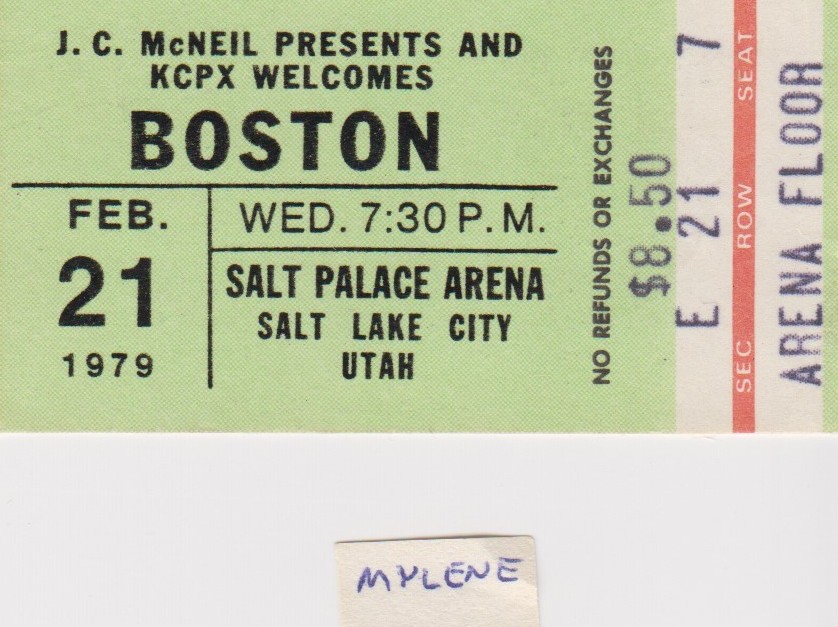 J. C. McNEIL PRESENTS AND
KCPX WELCOMES
BOSTON
FEB.
21
1979
WED. 7:30 P.M.
SALT PALACE ARENA
SALT LAKE CITY
UTAH
NO REFUNDS OR EXCHANGES
$8.50
E 21 7
SEC ROW SEAT
ARENA FLOOR
MYLENE